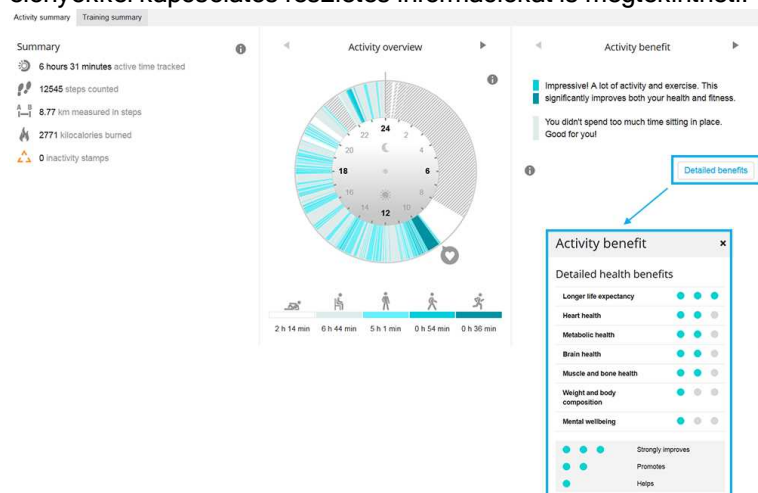 előnyökkel kapcsolatos részletes információkat is megtekintheti.
Activity summary
Training summary
Summary
6 hours 31 minutes active time tracked
12545 steps counted
A B
8.77 km measured in steps
2771 kilocalories burned
0 inactivity stamps
Activity overview
24
2
4
6
8
10
12
14
16
18
20
22
2 h 14 min
6 h 44 min
5 h 1 min
0 h 54 min
0 h 36 min
Activity benefit
Impressive! A lot of activity and exercise. This
significantly improves both your health and fitness.
You didn't spend too much time sitting in place.
Good for you!
Detailed benefits
Activity benefit
×
Detailed health benefits
Longer life expectancy
Heart health
Metabolic health
Brain health
Muscle and bone health
Weight and body
composition
Mental wellbeing
Strongly improves
Promotes
Helps